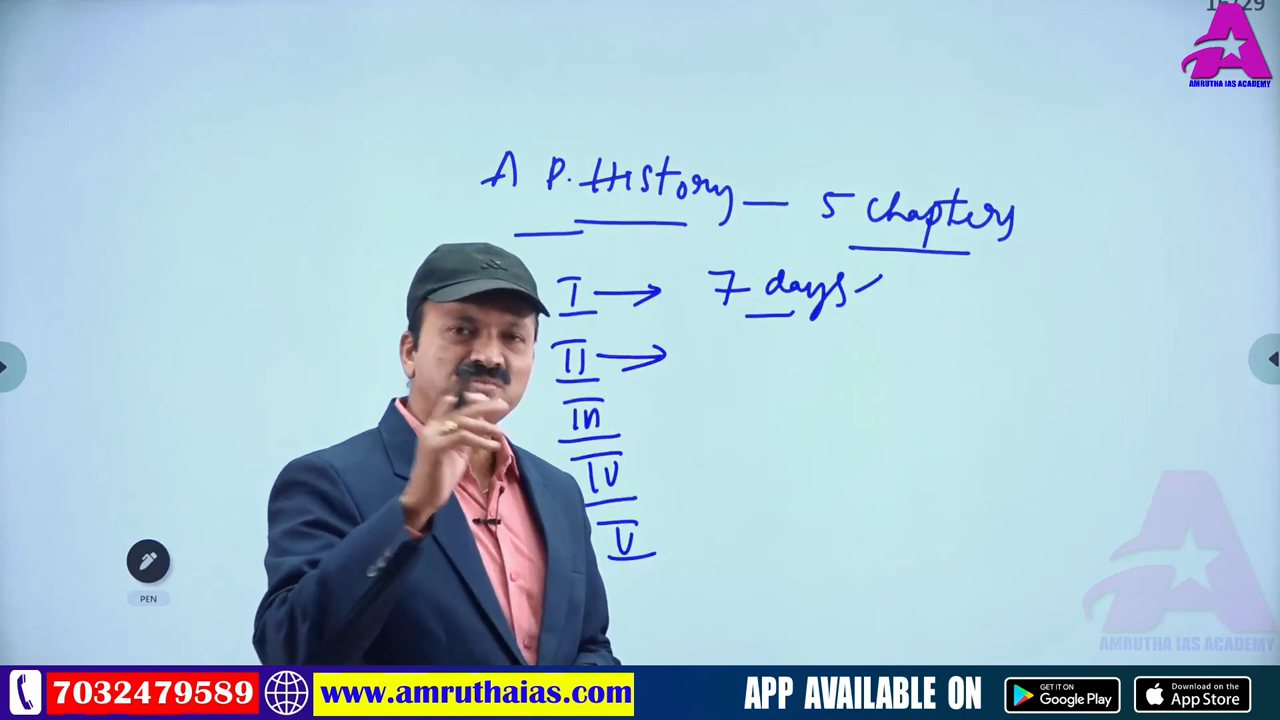 AMRUTHA IAS ACADEMY
A P. History — 5 chapters
I → 7 days
II →
III
IV
V
PEN
AMRUTHA IAS ACADEMY
7032479589
www.amruthaias.com
APP AVAILABLE ON
GET IT ON
Google Play
Download on the
App Store